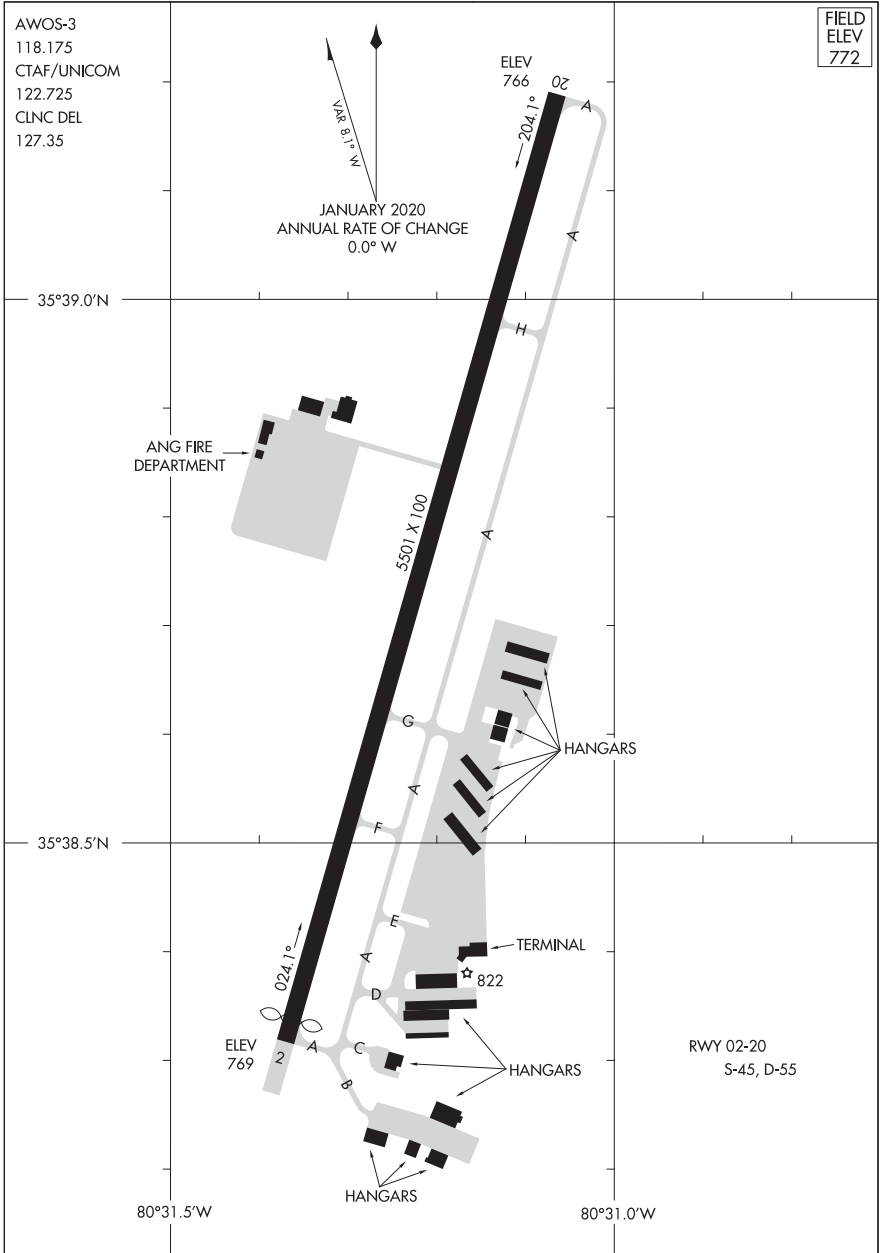 AWOS-3
118.175
CTAF/UNICOM
122.725
CLNC DEL
127.35
FIELD
ELEV
772
VAR 8.1° W
JANUARY 2020
ANNUAL RATE OF CHANGE
0.0° W
ELEV
766
20
A
204.1°
A
35°39.0'N
H
ANG FIRE
DEPARTMENT
5501 X 100
A
G
HANGARS
A
F
35°38.5'N
E
TERMINAL
A
822
D
024.1°
ELEV
769
2
A
C
B
HANGARS
RWY 02-20
S-45, D-55
HANGARS
80°31.5'W
80°31.0'W